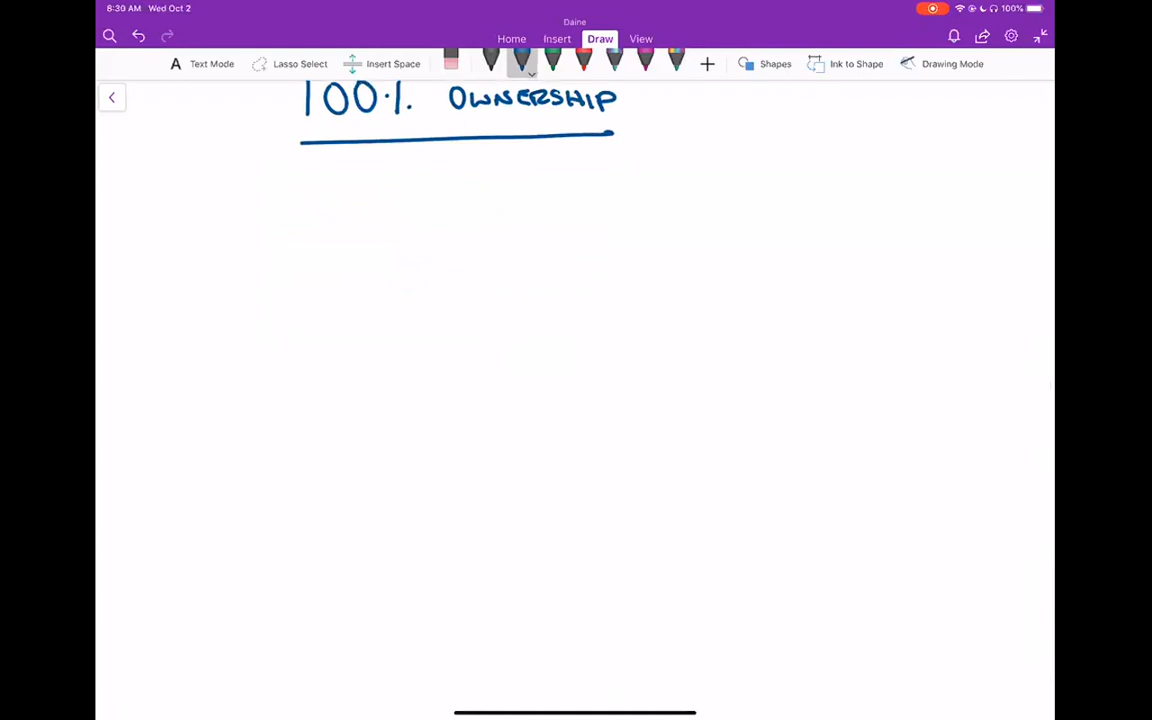 8:30 AM Wed Oct 2
100%
Daine
Home Insert Draw View
A Text Mode Lasso Select Insert Space Shapes Ink to Shape Drawing Mode
100% OWNERSHIP